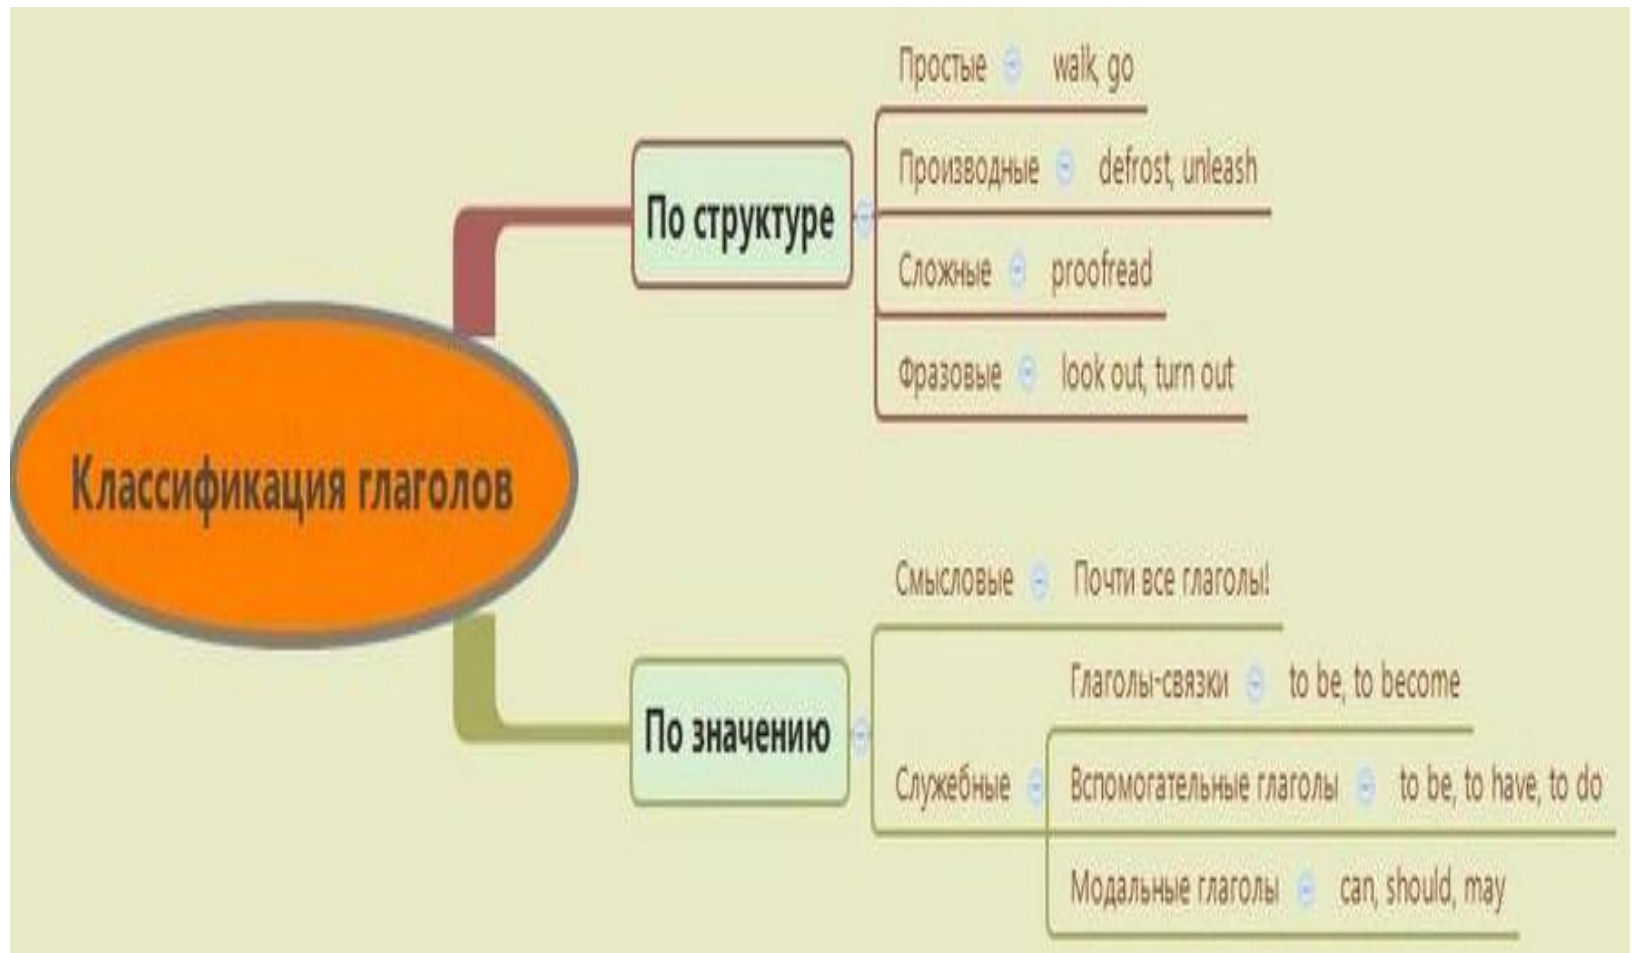 Классификация глаголов
По структуре
Простые walk, go
Производные defrost, unleash
Сложные proofread
Фразовые look out, turn out
По значению
Смысловые Почти все глаголы!
Служебные
Глаголы-связки to be, to become
Вспомогательные глаголы to be, to have, to do
Модальные глаголы can, should, may